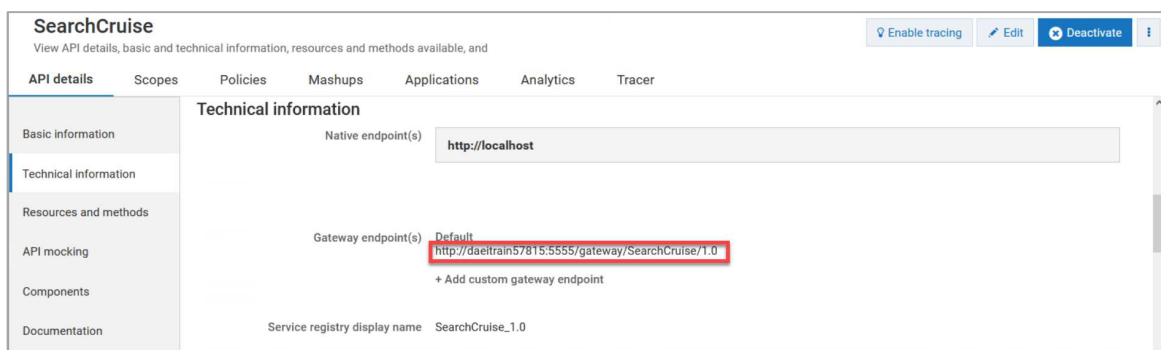 SearchCruise
View API details, basic and technical information, resources and methods available, and
Enable tracing
Edit
Deactivate
API details
Scopes
Policies
Mashups
Applications
Analytics
Tracer
Basic information
Technical information
Resources and methods
API mocking
Components
Documentation
Technical information
Native endpoint(s)
http://localhost
Gateway endpoint(s)
Default
http://daeitrain57815:5555/gateway/SearchCruise/1.0
+ Add custom gateway endpoint
Service registry display name
SearchCruise_1.0